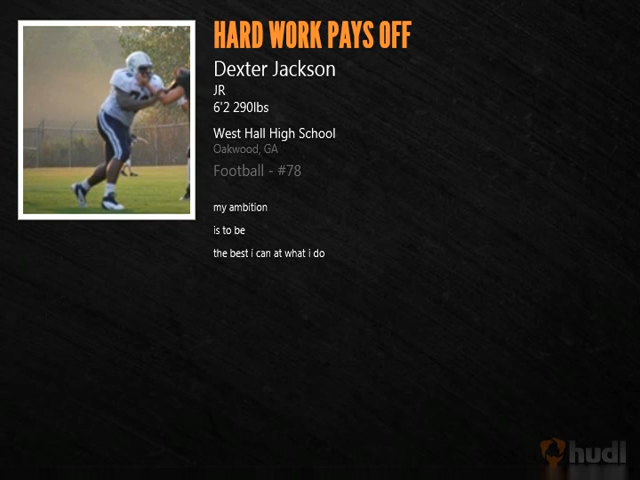 HARD WORK PAYS OFF
Dexter Jackson
JR
6'2 290lbs
West Hall High School
Oakwood, GA
Football - #78
my ambition
is to be
the best i can at what i do
hudl